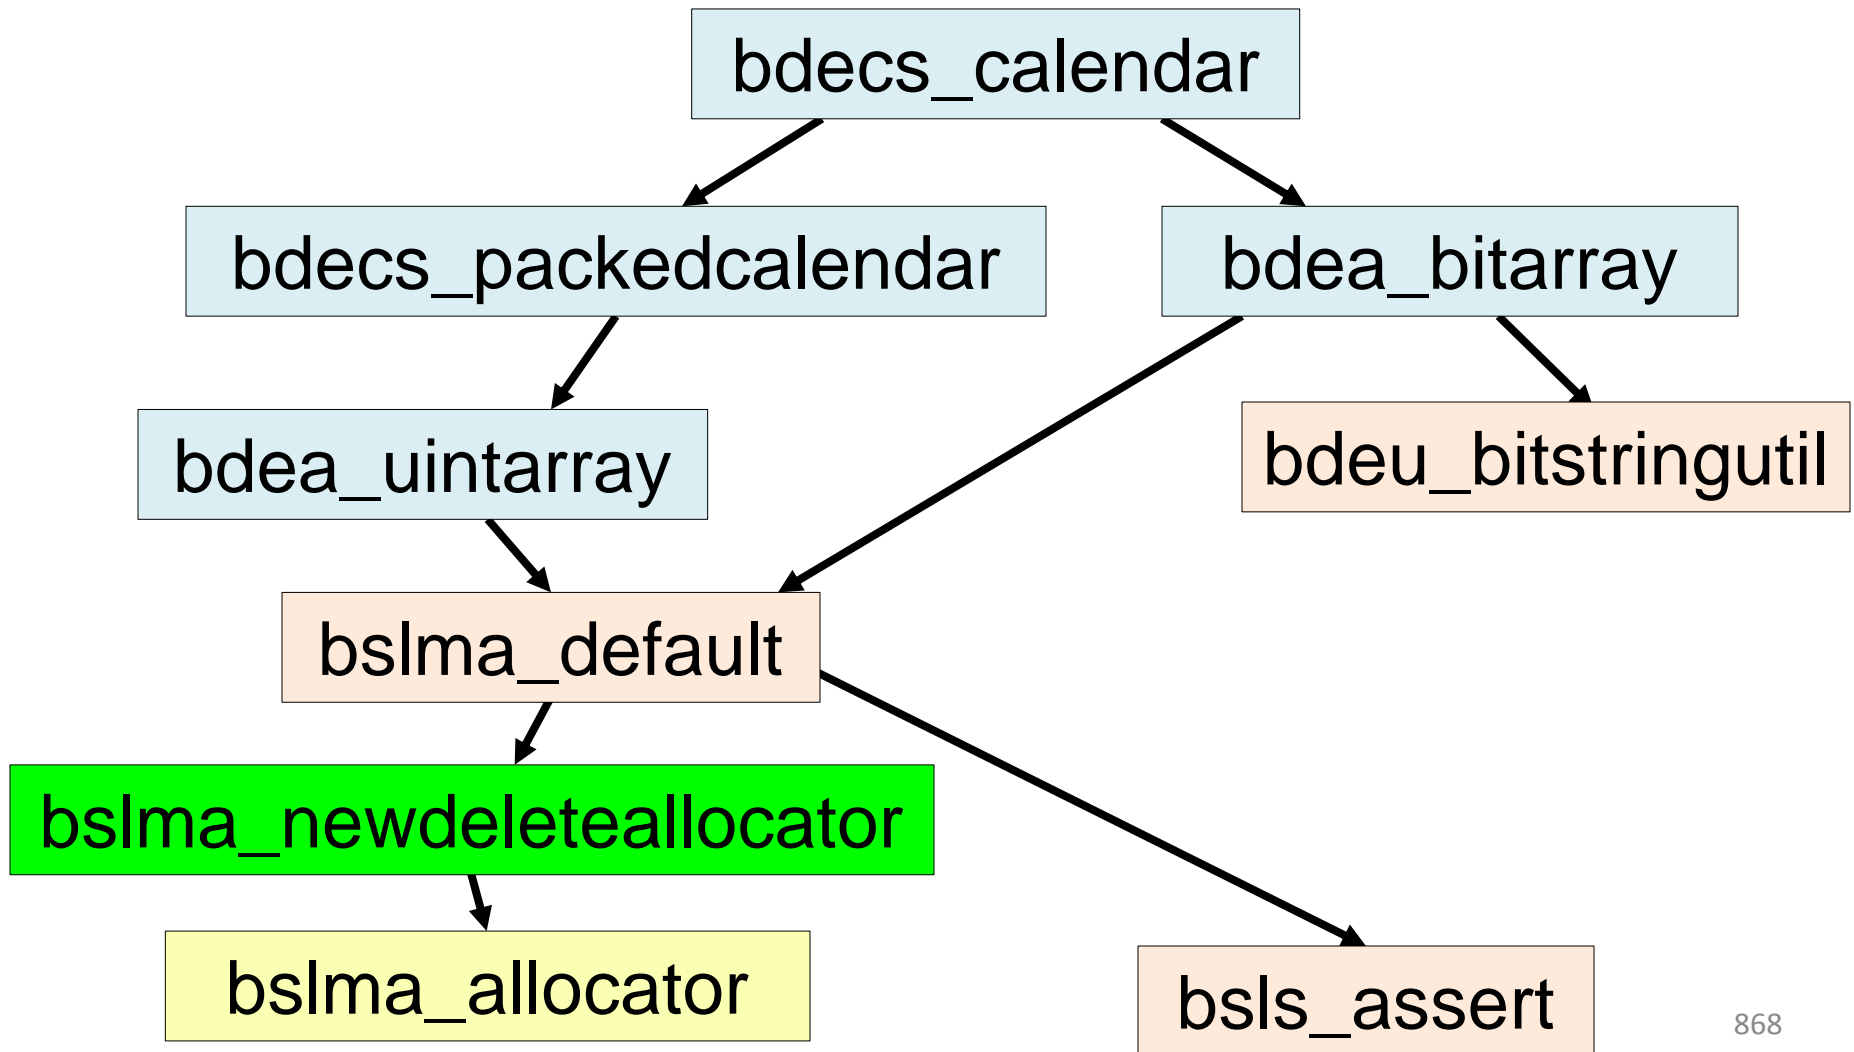 bdecs_calendar
bdecs_packedcalendar
bdea_bitarray
bdea_uintarray
bdeu_bitstringutil
bslma_default
bslma_newdeleteallocator
bslma_allocator
bsls_assert
868